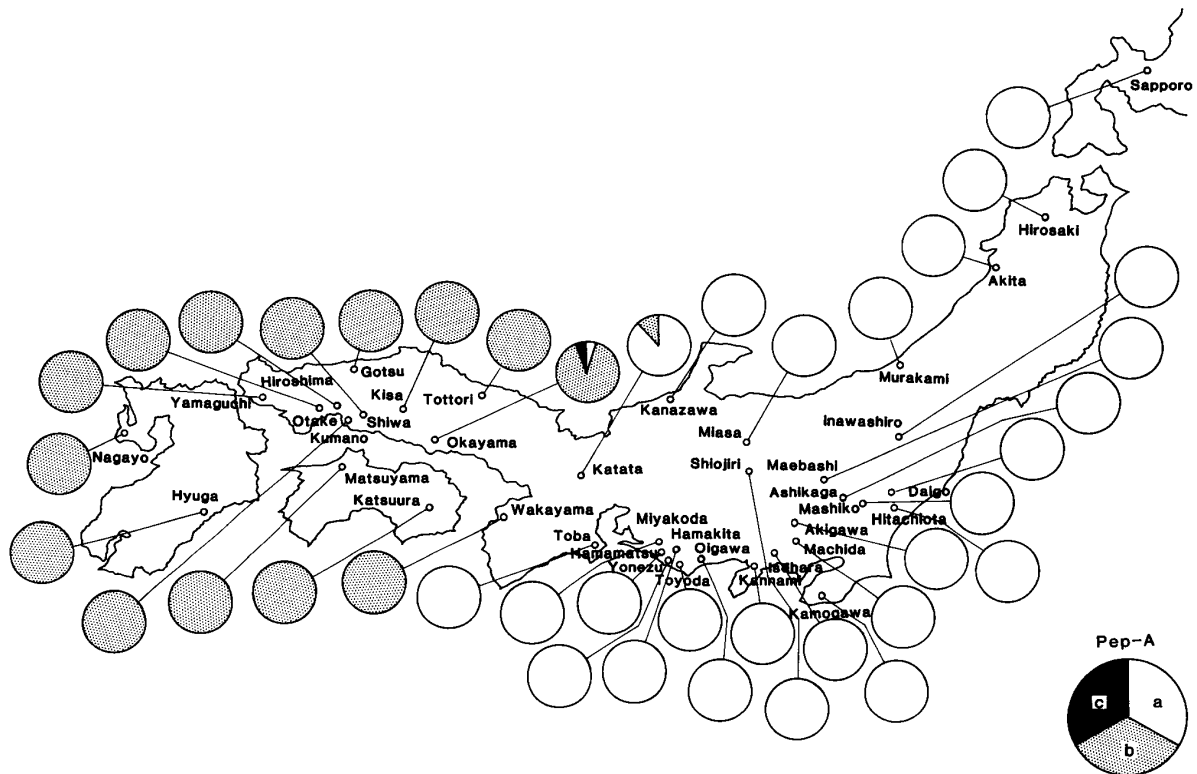 Sapporo
Hirosaki
Akita
Murakami
Inawashiro
Kanazawa
Miasa
Shiojiri
Maebashi
Ashikaga
Daigo
Mashiko
Hitachiota
Akigawa
Machida
Isehara
Kannami
Kamogawa
Gotsu
Hiroshima
Kisa
Tottori
Yamaguchi
Otake
Shiwa
Kumano
Okayama
Nagayo
Matsuyama
Katata
Hyuga
Katsuura
Wakayama
Miyakoda
Toba
Hamakita
Hamamatsu
Oigawa
Yonezu
Toyoda
Pep-A
c
a
b